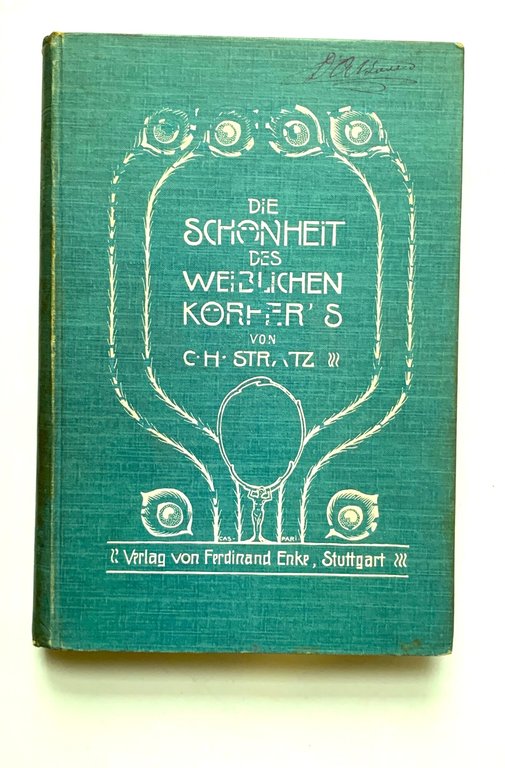 DIE
SCHÖNHEIT
DES
WEIBLICHEN
KÖRPER'S
VON
C·H· STRATZ
CAS- PARI
Verlag von Ferdinand Enke, Stuttgart